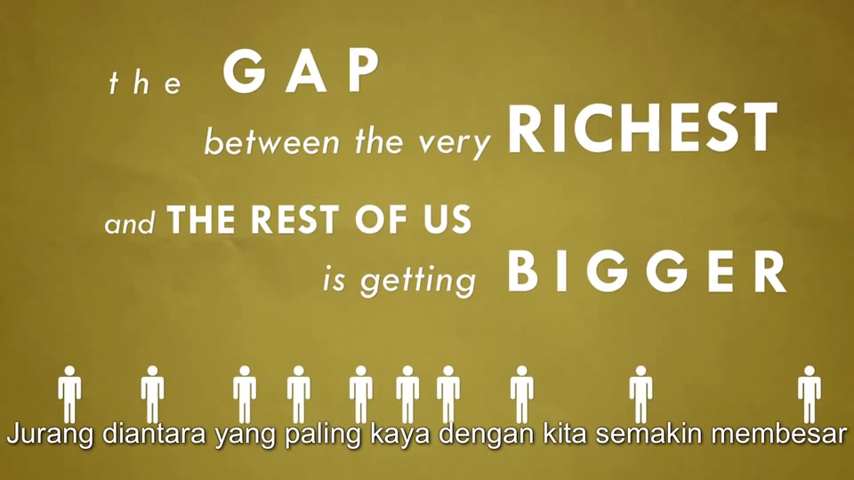 the GAP
between the very RICHEST
and THE REST OF US
is getting BIGGER
Jurang diantara yang paling kaya dengan kita semakin membesar